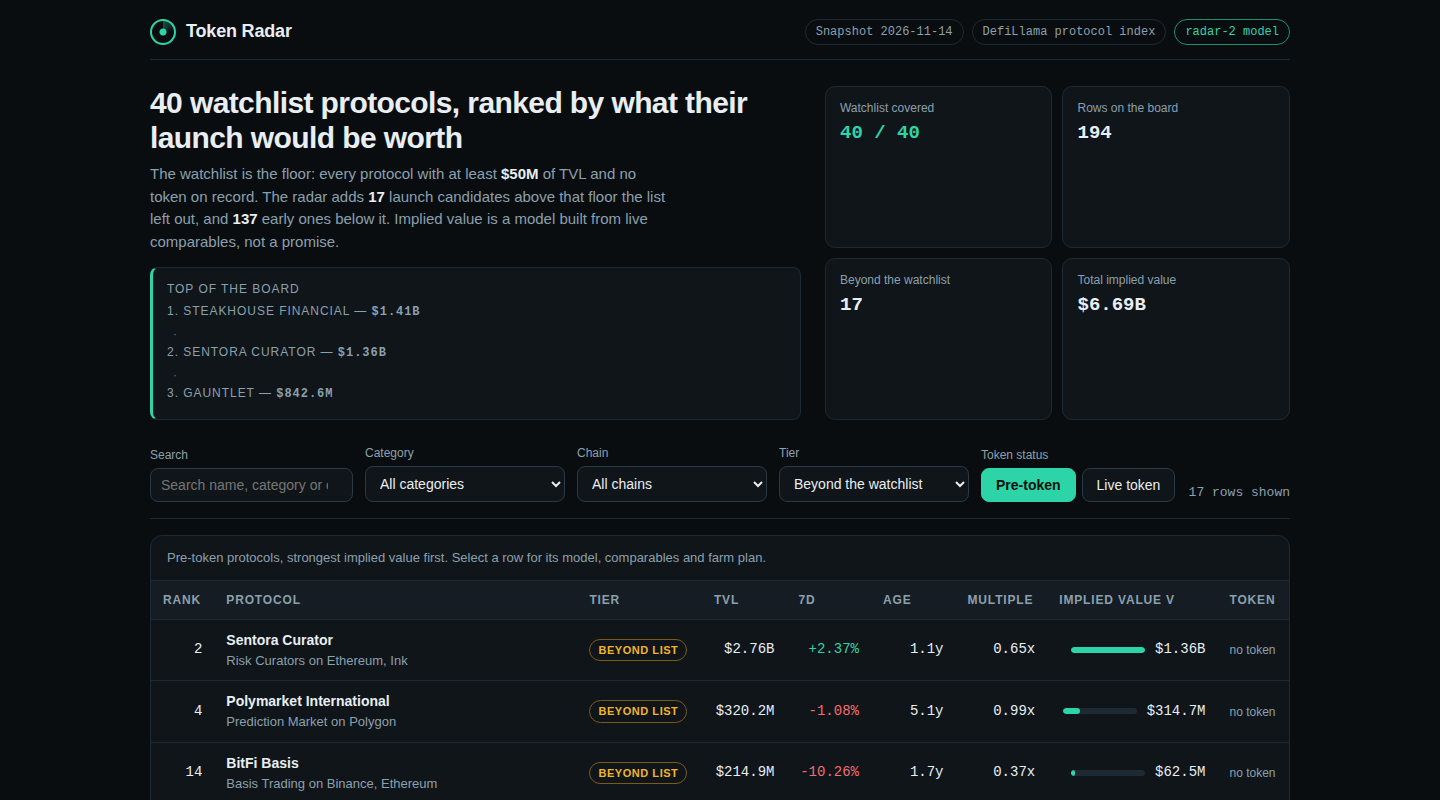 Token Radar
Snapshot 2026-11-14
DefiLlama protocol index
radar-2 model
40 watchlist protocols, ranked by what their
launch would be worth
The watchlist is the floor: every protocol with at least $50M of TVL and no
token on record. The radar adds 17 launch candidates above that floor the list
left out, and 137 early ones below it. Implied value is a model built from live
comparables, not a promise.
TOP OF THE BOARD
1. STEAKHOUSE FINANCIAL — $1.41B
·
2. SENTORA CURATOR — $1.36B
·
3. GAUNTLET — $842.6M
Watchlist covered
40 / 40
Rows on the board
194
Beyond the watchlist
17
Total implied value
$6.69B
Search
Search name, category or c
Category
All categories
Chain
All chains
Tier
Beyond the watchlist
Token status
Pre-token
Live token
17 rows shown
Pre-token protocols, strongest implied value first. Select a row for its model, comparables and farm plan.
RANK PROTOCOL TIER TVL 7D AGE MULTIPLE IMPLIED VALUE V TOKEN
2 Sentora Curator BEYOND LIST $2.76B +2.37% 1.1y 0.65x $1.36B no token
Risk Curators on Ethereum, Ink
4 Polymarket International BEYOND LIST $320.2M -1.08% 5.1y 0.99x $314.7M no token
Prediction Market on Polygon
14 BitFi Basis BEYOND LIST $214.9M -10.26% 1.7y 0.37x $62.5M no token
Basis Trading on Binance, Ethereum